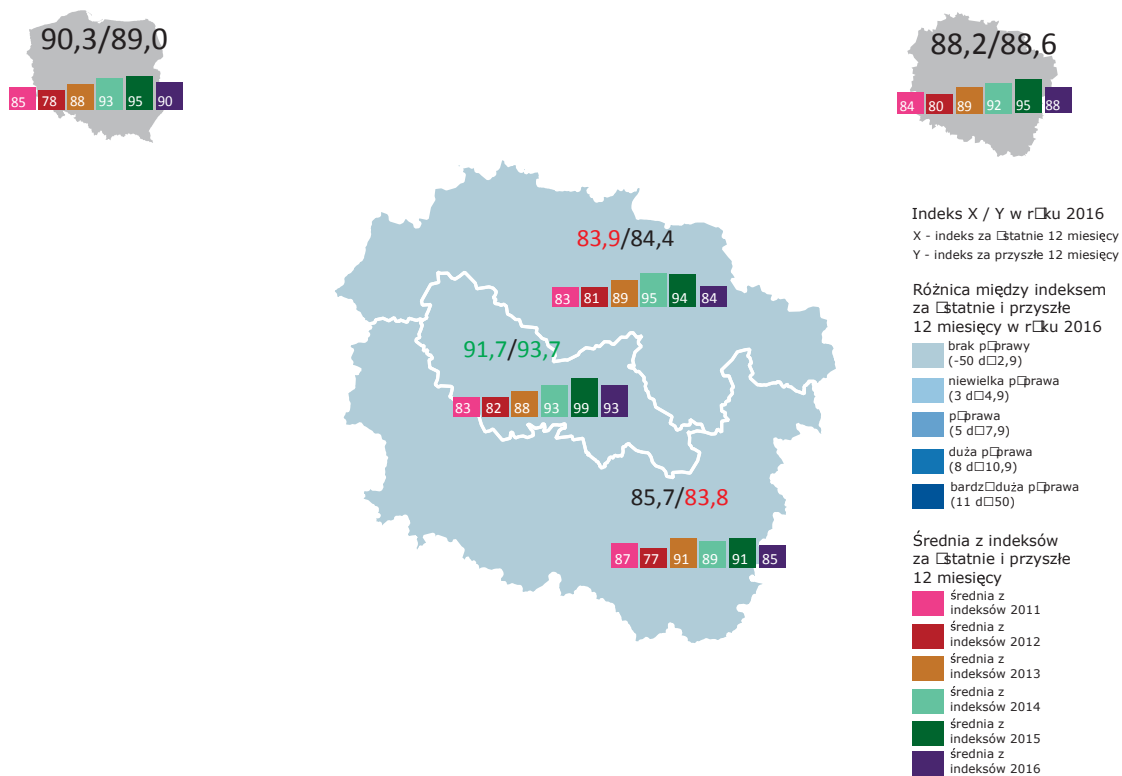 90,3/89,0
85 78 88 93 95 90
88,2/88,6
84 80 89 92 95 88
83,9/84,4
83 81 89 95 94 84
91,7/93,7
83 82 88 93 99 93
85,7/83,8
87 77 91 89 91 85
Indeks X / Y w r□ku 2016
X - indeks za □statnie 12 miesięcy
Y - indeks za przyszłe 12 miesięcy
Różnica między indeksem
za □statnie i przyszłe
12 miesięcy w r□ku 2016
brak p□prawy
(-50 d□2,9)
niewielka p□prawa
(3 d□4,9)
p□prawa
(5 d□7,9)
duża p□prawa
(8 d□10,9)
bardz□duża p□prawa
(11 d□50)
Średnia z indeksów
za □statnie i przyszłe
12 miesięcy
średnia z
indeksów 2011
średnia z
indeksów 2012
średnia z
indeksów 2013
średnia z
indeksów 2014
średnia z
indeksów 2015
średnia z
indeksów 2016